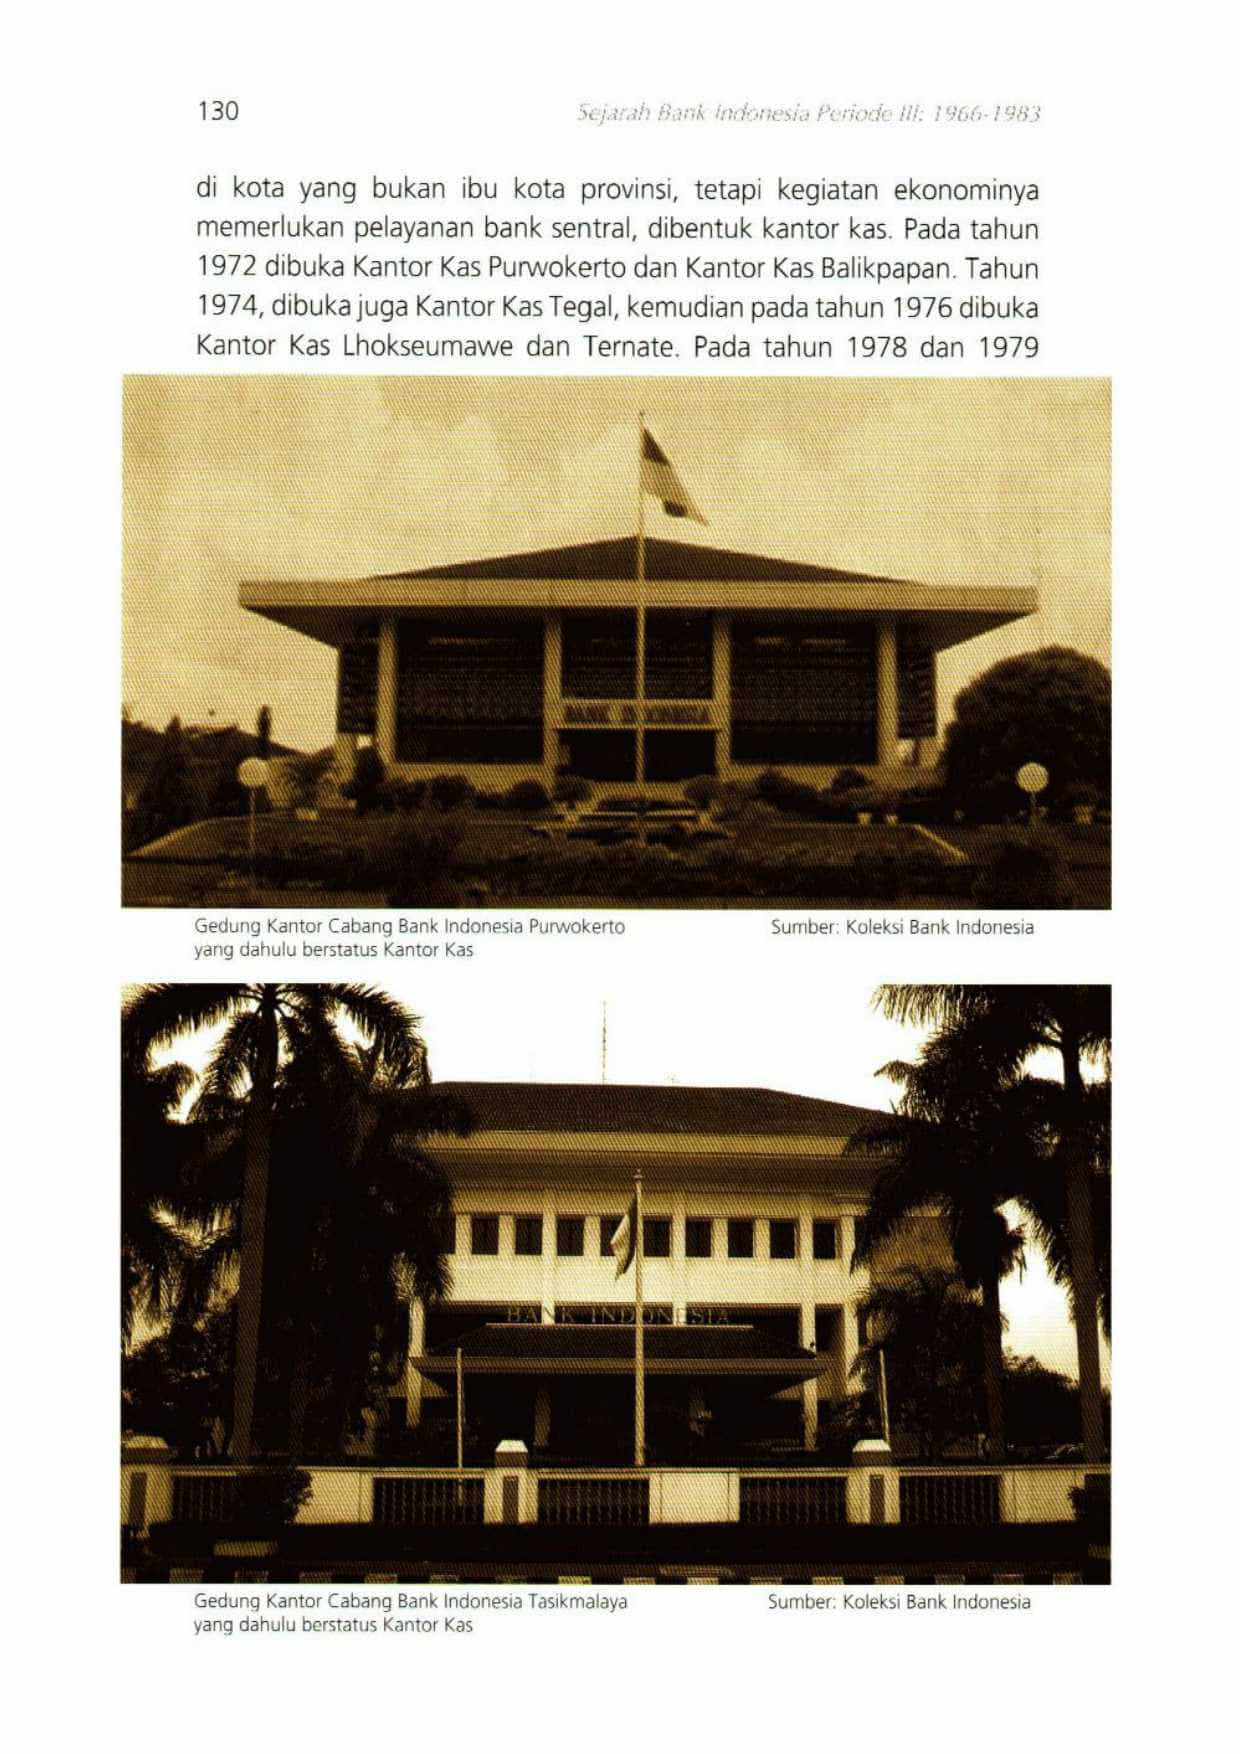 130
Sejarah Bank Indonesia Periode III: 1966-1983
di kota yang bukan ibu kota provinsi, tetapi kegiatan ekonominya
memerlukan pelayanan bank sentral, dibentuk kantor kas. Pada tahun
1972 dibuka Kantor Kas Purwokerto dan Kantor Kas Balikpapan. Tahun
1974, dibuka juga Kantor Kas Tegal, kemudian pada tahun 1976 dibuka
Kantor Kas Lhokseumawe dan Ternate. Pada tahun 1978 dan 1979
BANK INDONESIA
Gedung Kantor Cabang Bank Indonesia Purwokerto
yang dahulu berstatus Kantor Kas
Sumber: Koleksi Bank Indonesia
BANK INDONESIA
Gedung Kantor Cabang Bank Indonesia Tasikmalaya
yang dahulu berstatus Kantor Kas
Sumber: Koleksi Bank Indonesia